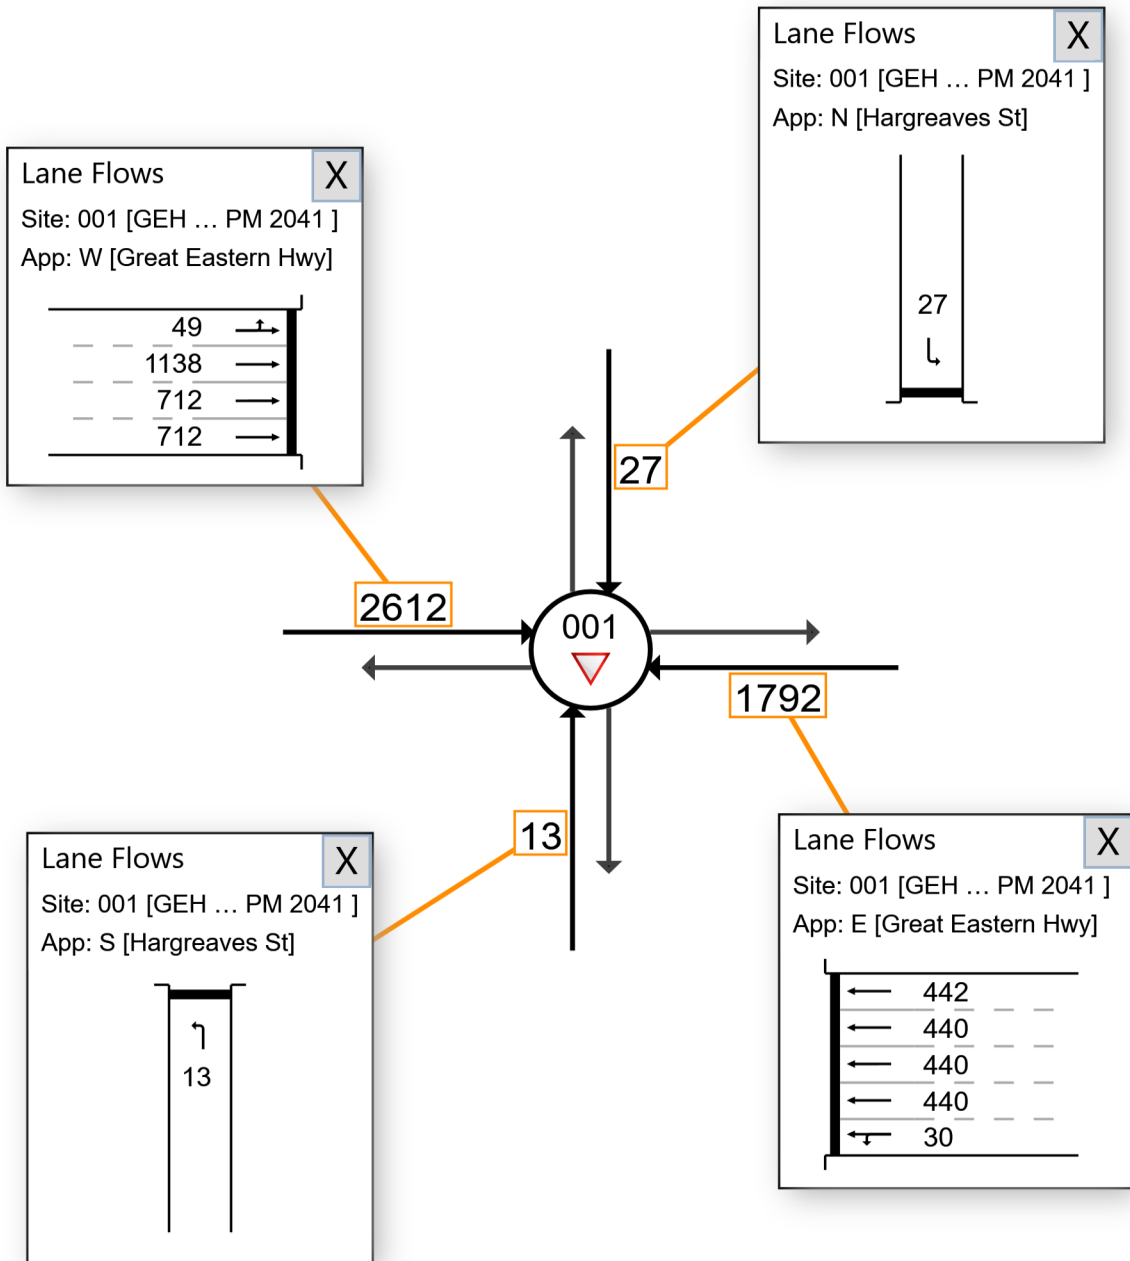 Lane Flows
X
Site: 001 [GEH ... PM 2041 ]
App: N [Hargreaves St]
27
Lane Flows
X
Site: 001 [GEH ... PM 2041 ]
App: W [Great Eastern Hwy]
49
1138
712
712
27
2612
001
1792
13
Lane Flows
X
Site: 001 [GEH ... PM 2041 ]
App: S [Hargreaves St]
13
Lane Flows
X
Site: 001 [GEH ... PM 2041 ]
App: E [Great Eastern Hwy]
442
440
440
440
30